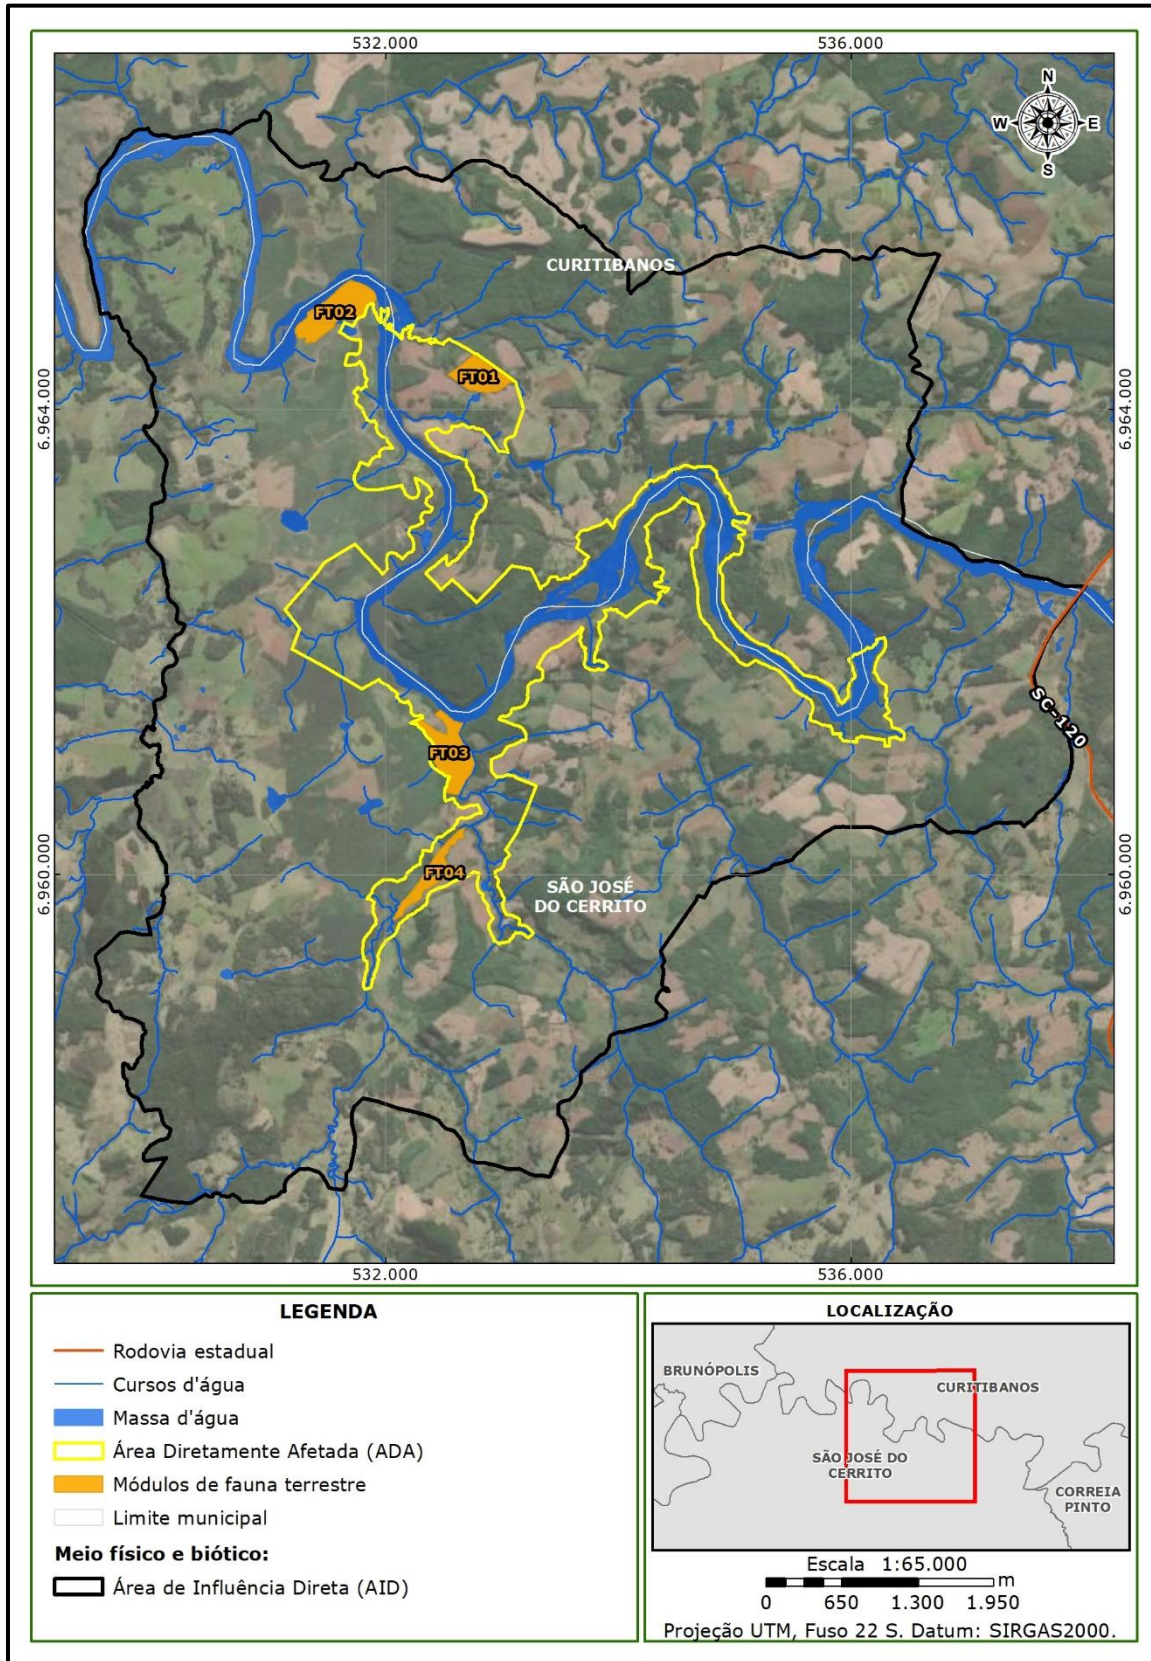 532.000
536.000
N
W
E
S
CURITIBANOS
FT02
FT01
6.964.000
6.964.000
SC-120
FT03
FT04
SÃO JOSÉ
DO CERRITO
6.960.000
6.960.000
532.000
536.000
LEGENDA
Rodovia estadual
Cursos d'água
Massa d'água
Área Diretamente Afetada (ADA)
Módulos de fauna terrestre
Limite municipal
Meio físico e biótico:
Área de Influência Direta (AID)
LOCALIZAÇÃO
BRUNÓPOLIS
CURITIBANOS
SÃO JOSÉ DO
CERRITO
CORREIA
PINTO
Escala 1:65.000
m
0 650 1.300 1.950
Projeção UTM, Fuso 22 S. Datum: SIRGAS2000.